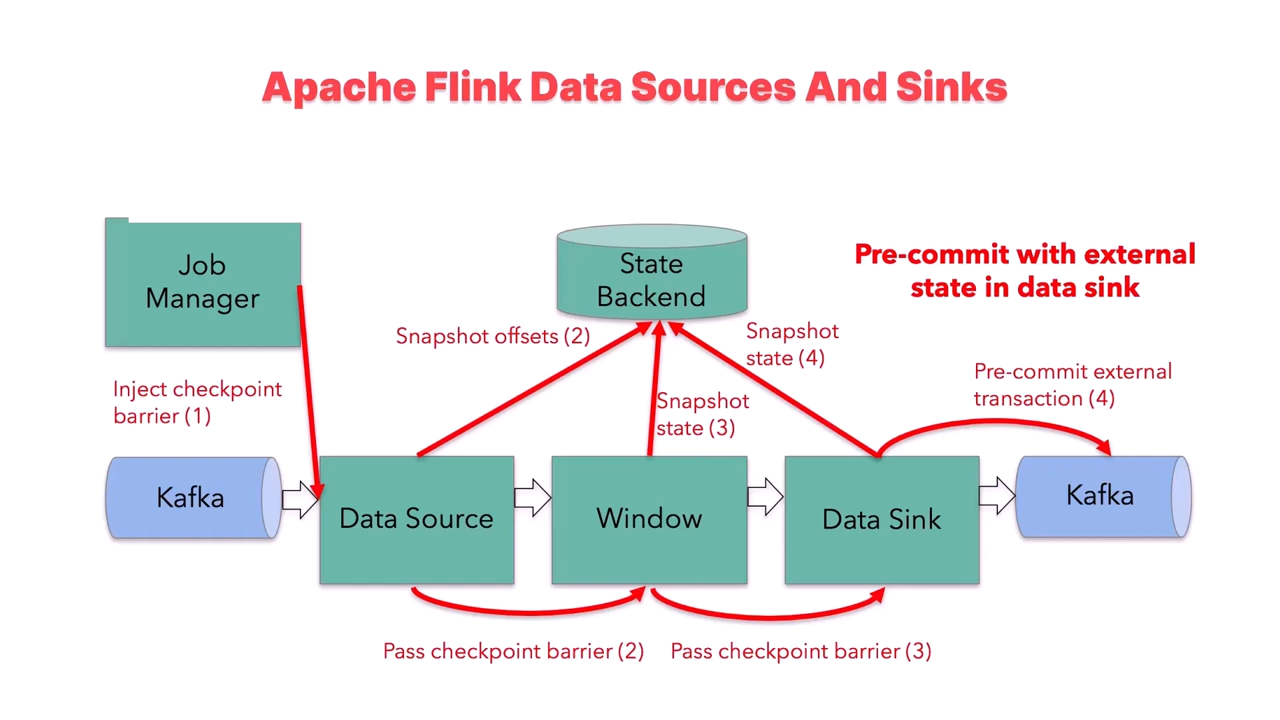 Apache Flink Data Sources And Sinks
Job
Manager
State
Backend
Pre-commit with external
state in data sink
Snapshot offsets (2)
Snapshot
state (4)
Inject checkpoint
barrier (1)
Snapshot
state (3)
Pre-commit external
transaction (4)
Kafka
Data Source
Window
Data Sink
Kafka
Pass checkpoint barrier (2)
Pass checkpoint barrier (3)